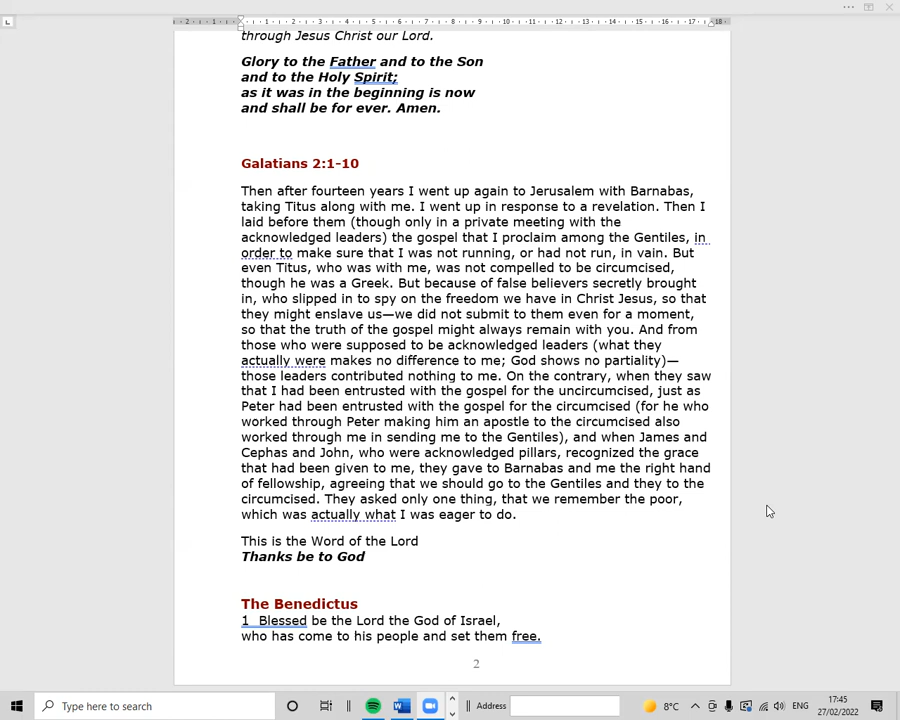 through Jesus Christ our Lord.
Glory to the Father and to the Son
and to the Holy Spirit;
as it was in the beginning is now
and shall be for ever. Amen.
Galatians 2:1-10
Then after fourteen years I went up again to Jerusalem with Barnabas,
taking Titus along with me. I went up in response to a revelation. Then I
laid before them (though only in a private meeting with the
acknowledged leaders) the gospel that I proclaim among the Gentiles, in
order to make sure that I was not running, or had not run, in vain. But
even Titus, who was with me, was not compelled to be circumcised,
though he was a Greek. But because of false believers secretly brought
in, who slipped in to spy on the freedom we have in Christ Jesus, so that
they might enslave us—we did not submit to them even for a moment,
so that the truth of the gospel might always remain with you. And from
those who were supposed to be acknowledged leaders (what they
actually were makes no difference to me; God shows no partiality)—
those leaders contributed nothing to me. On the contrary, when they saw
that I had been entrusted with the gospel for the uncircumcised, just as
Peter had been entrusted with the gospel for the circumcised (for he who
worked through Peter making him an apostle to the circumcised also
worked through me in sending me to the Gentiles), and when James and
Cephas and John, who were acknowledged pillars, recognized the grace
that had been given to me, they gave to Barnabas and me the right hand
of fellowship, agreeing that we should go to the Gentiles and they to the
circumcised. They asked only one thing, that we remember the poor,
which was actually what I was eager to do.
This is the Word of the Lord
Thanks be to God
The Benedictus
1 Blessed be the Lord the God of Israel,
who has come to his people and set them free.
2
Type here to search
Address
8°C
ENG
17:45
27/02/2022